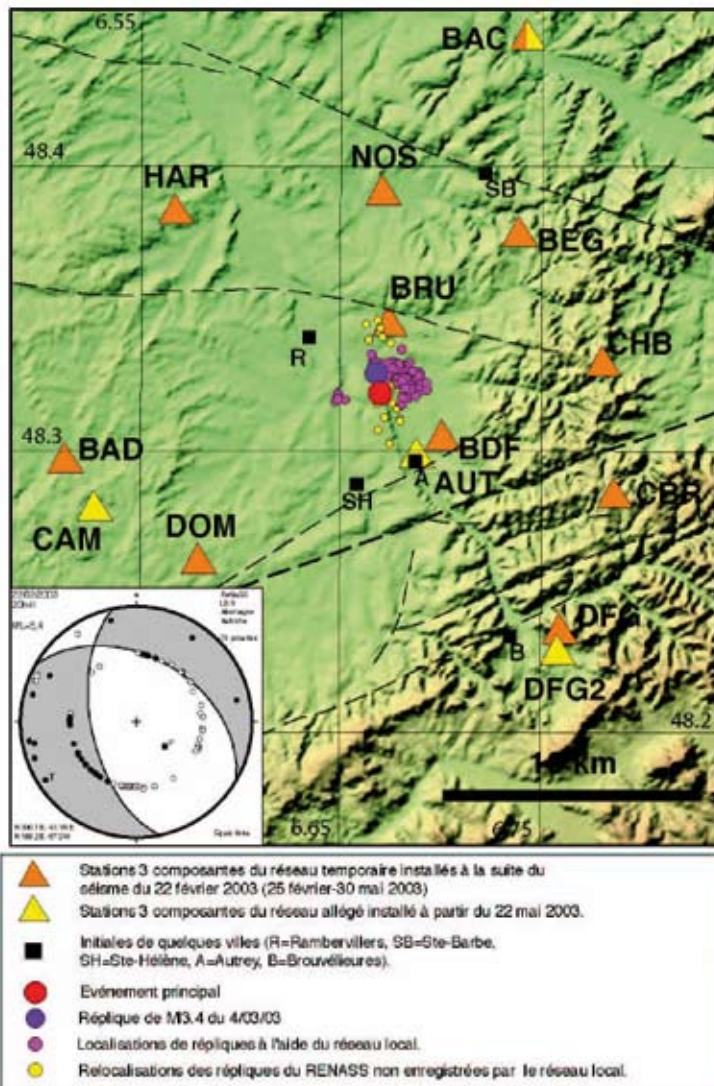 6.55
BAC
48.4
HAR
NOS
SB
BEG
BRU
R
CHB
48.3
BAD
BDF
A
AUT
SH
CAM
DOM
CBR
DFG
B
DFG2
48.2
km
6.65
6.75
P
T
Stations 3 composantes du réseau temporaire installés à la suite du
séisme du 22 février 2003 (25 février-30 mai 2003)
Stations 3 composantes du réseau allégé installé à partir du 22 mai 2003.
Initiales de quelques villes (R=Rambervillers, SB=Ste-Barbe,
SH=Ste-Hélène, A=Autrey, B=Brouvélieures).
Evénement principal
Réplique de Ml3.4 du 4/03/03
Localisations de répliques à l'aide du réseau local.
Relocalisations des répliques du RENASS non enregistrées par le réseau local.